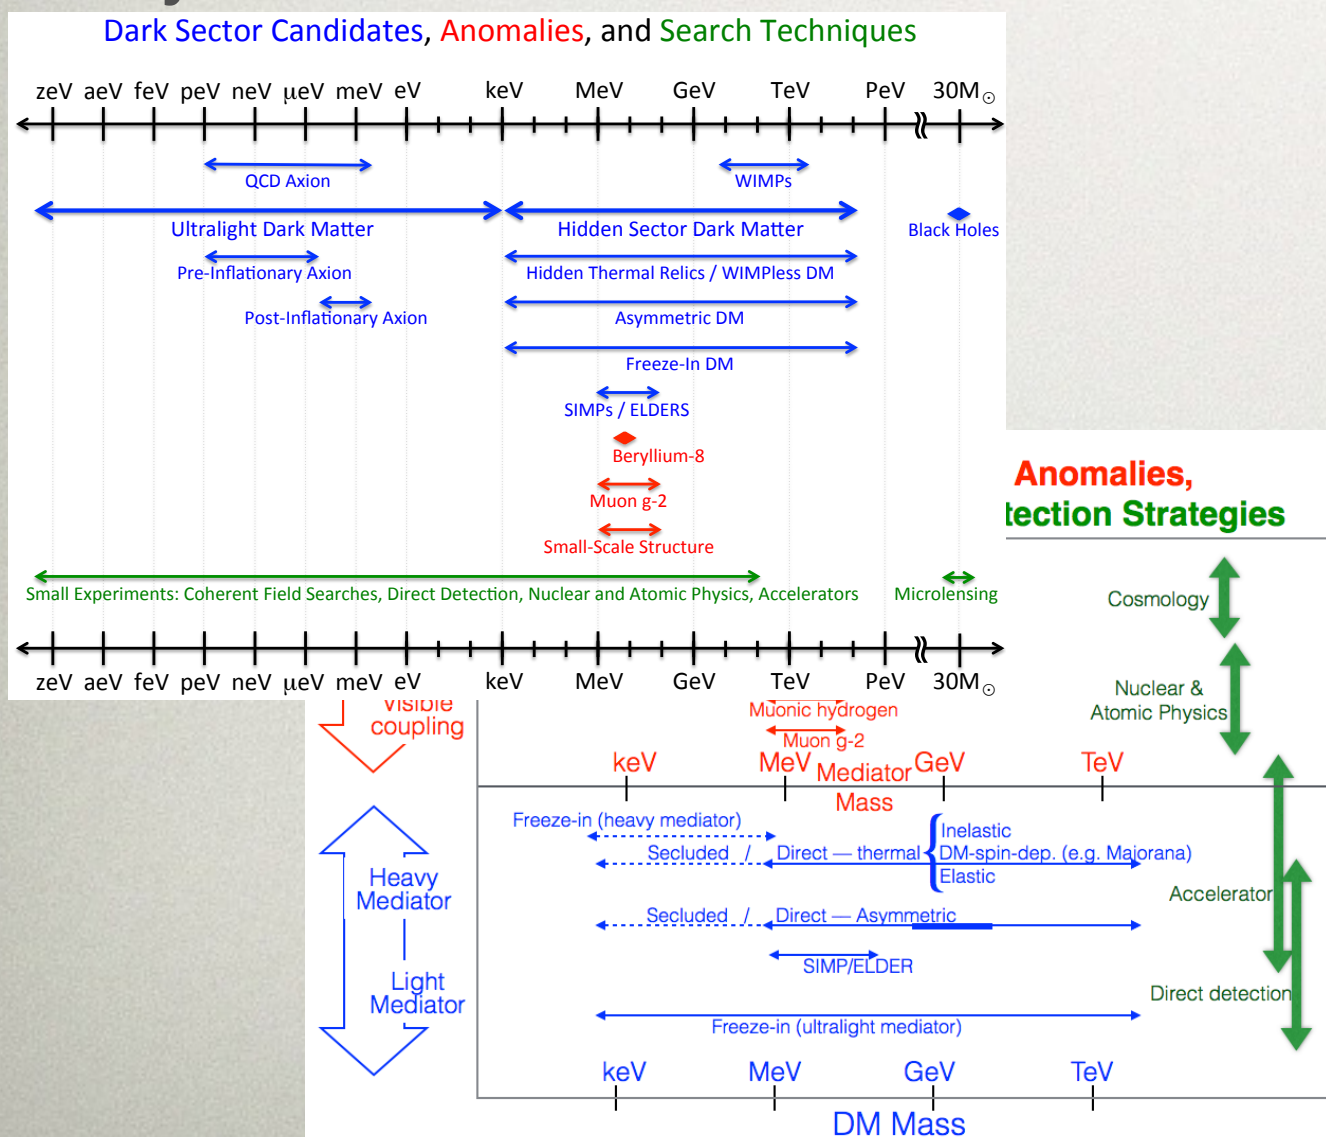 Dark Sector Candidates, Anomalies, and Search Techniques
zeV aeV feV peV neV μeV meV eV keV MeV GeV TeV PeV 30M☉
QCD Axion
WIMPs
Ultralight Dark Matter
Hidden Sector Dark Matter
Black Holes
Pre-Inflationary Axion
Hidden Thermal Relics / WIMPless DM
Post-Inflationary Axion
Asymmetric DM
Freeze-In DM
SIMPs / ELDERS
Beryllium-8
Muon g-2
Small-Scale Structure
Small Experiments: Coherent Field Searches, Direct Detection, Nuclear and Atomic Physics, Accelerators
Microlensing
zeV aeV feV peV neV μeV meV eV keV MeV GeV TeV PeV 30M☉
Anomalies,
tection Strategies
Cosmology
Nuclear &
Atomic Physics
Accelerator
Direct detection
Visible
coupling
Muonic hydrogen
Muon g-2
keV MeV GeV TeV
Mediator
Mass
Heavy
Mediator
Light
Mediator
Freeze-in (heavy mediator)
Secluded / Direct — thermal
Inelastic
DM-spin-dep. (e.g. Majorana)
Elastic
Secluded / Direct — Asymmetric
SIMP/ELDER
Freeze-in (ultralight mediator)
keV MeV GeV TeV
DM Mass